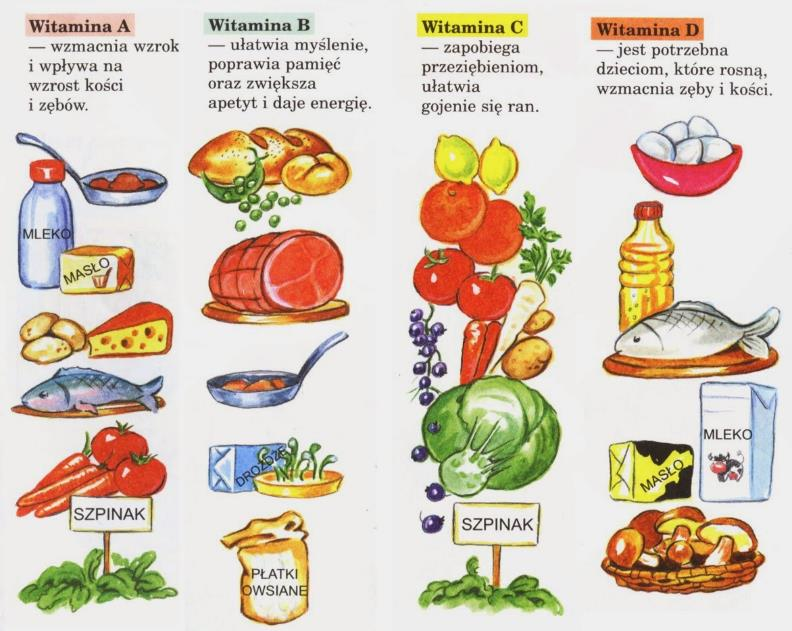 Witamina A
— wzmacnia wzrok
i wpływa na
wzrost kości
i zębów.
MLEKO
MASŁO
SZPINAK
Witamina B
— ułatwia myślenie,
poprawia pamięć
oraz zwiększa
apetyt i daje energię.
DROŻDŻE
PŁATKI
OWSIANE
Witamina C
— zapobiega
przeziębieniom,
ułatwia
gojenie się ran.
SZPINAK
Witamina D
— jest potrzebna
dzieciom, które rosną,
wzmacnia zęby i kości.
MLEKO
MASŁO